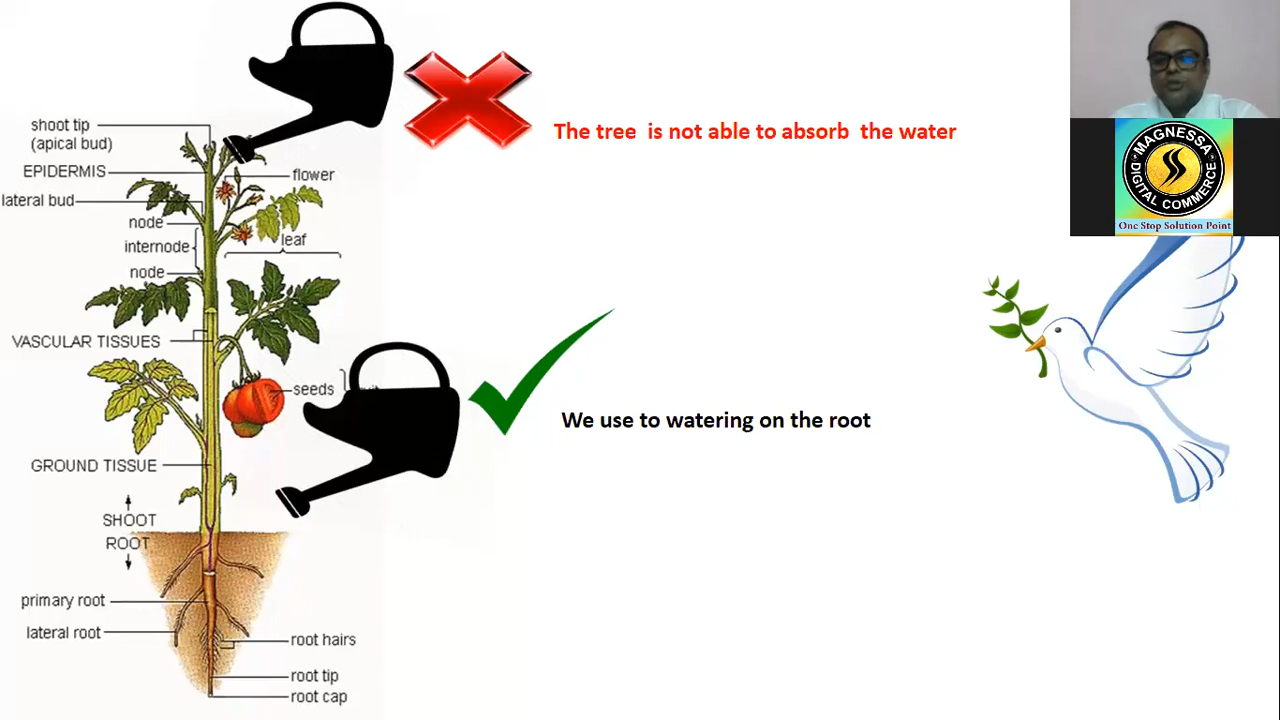 shoot tip
(apical bud)
EPIDERMIS
lateral bud
node
internode
node
flower
leaf
VASCULAR TISSUES
seeds
GROUND TISSUE
SHOOT
ROOT
primary root
lateral root
root hairs
root tip
root cap
The tree is not able to absorb the water
We use to watering on the root
MAGNESSA
DIGITAL COMMERCE
One Stop Solution Point